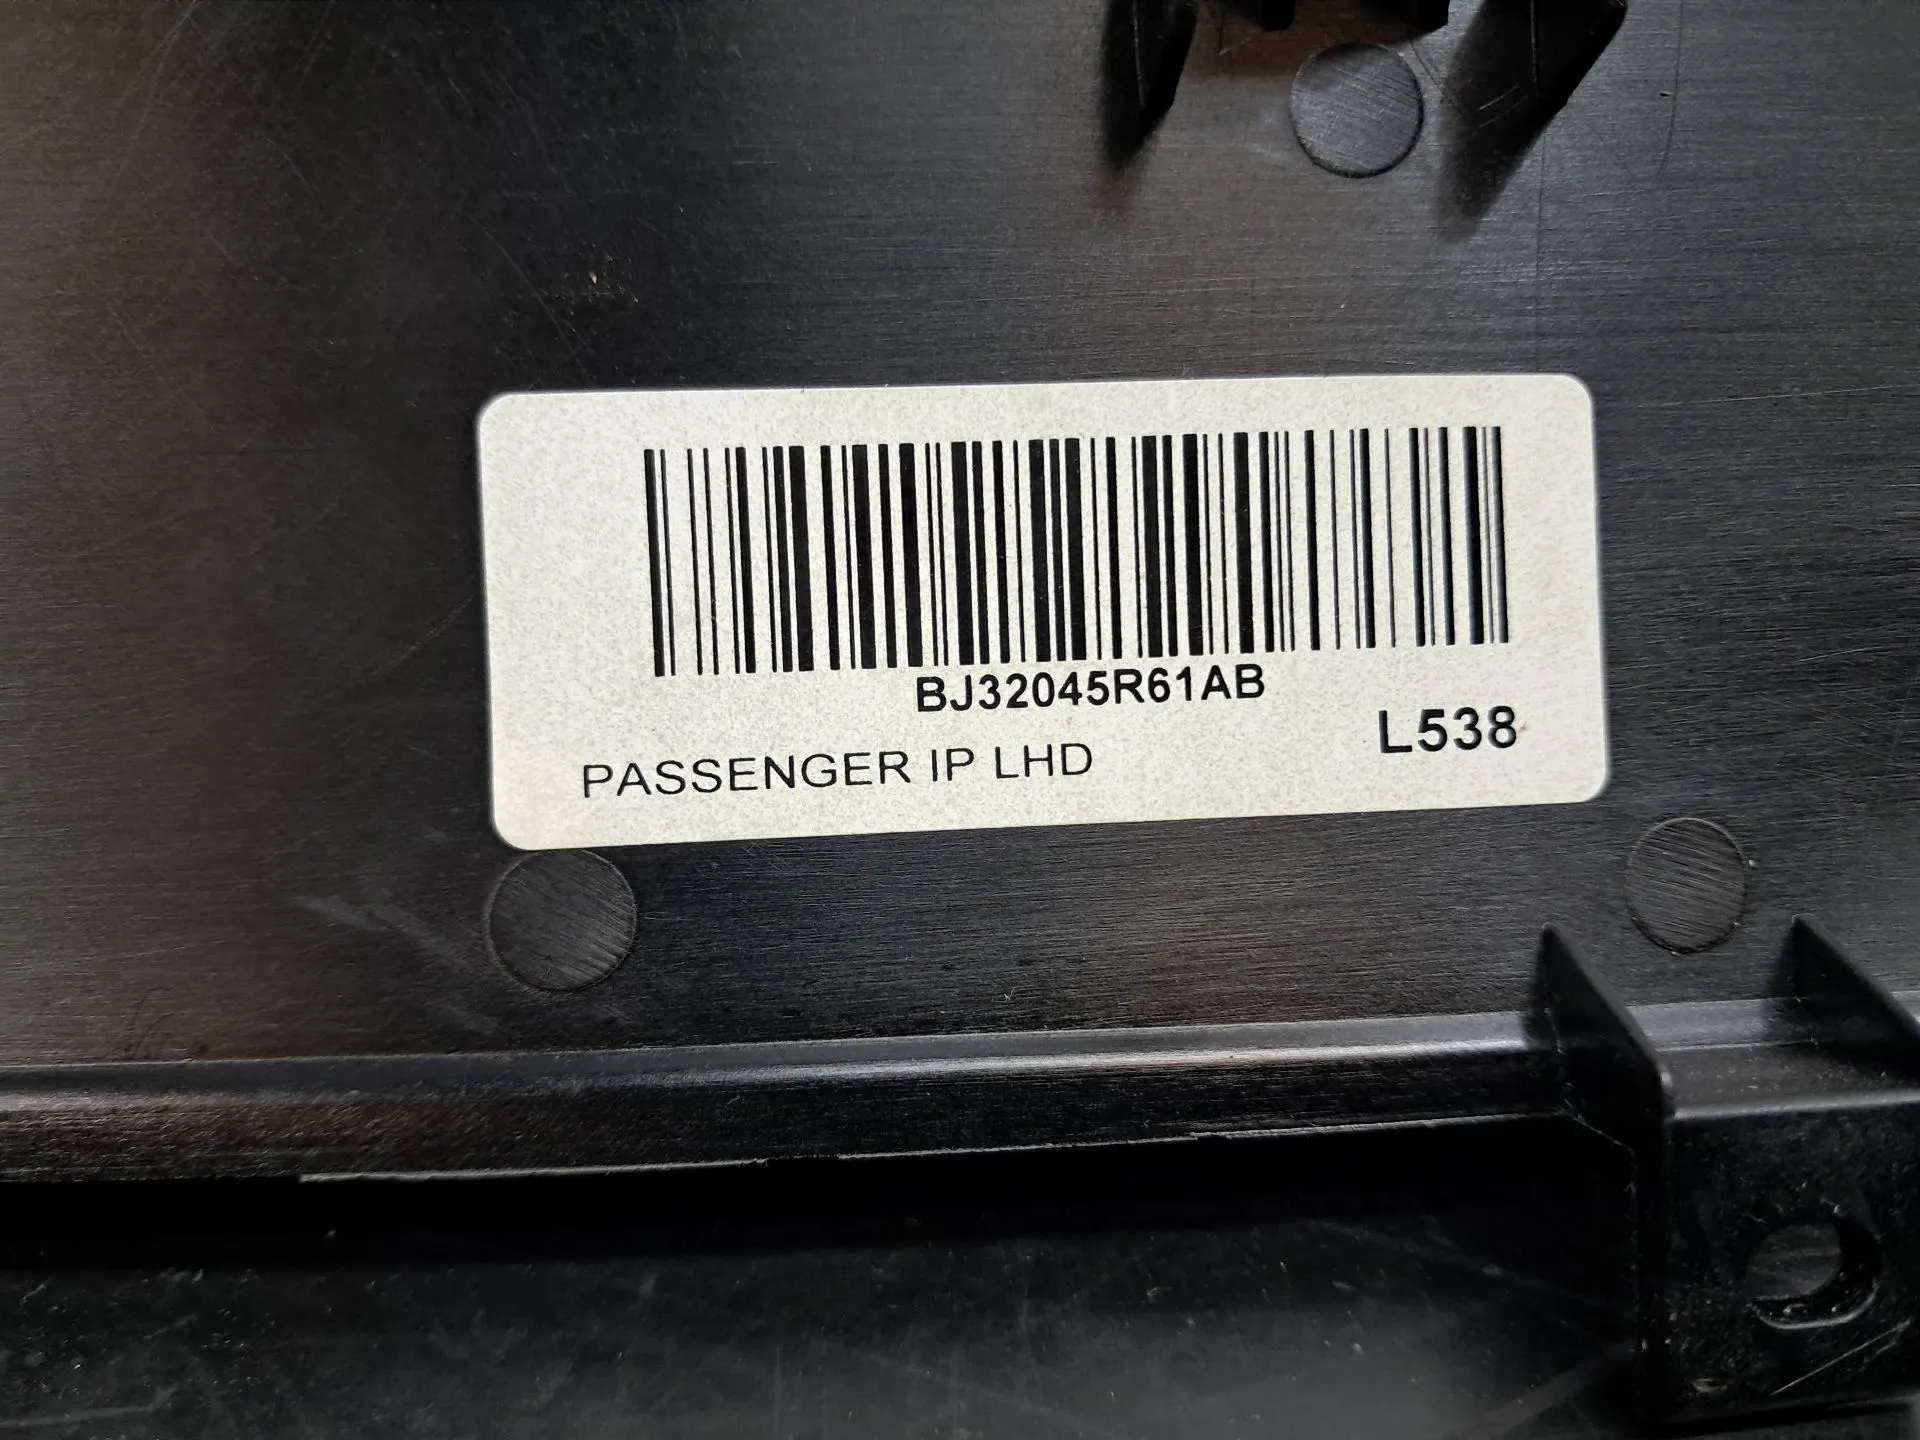 BJ32045R61AB
L538
PASSENGER IP LHD